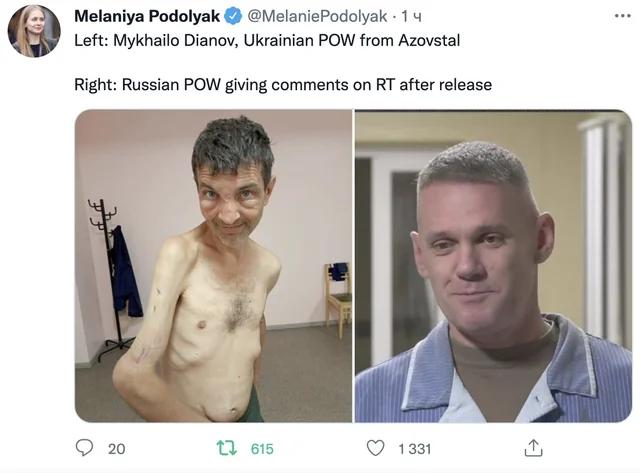 Melaniya Podolyak @MelaniePodolyak · 1 ч
Left: Mykhailo Dianov, Ukrainian POW from Azovstal
Right: Russian POW giving comments on RT after release
20 615 1 331